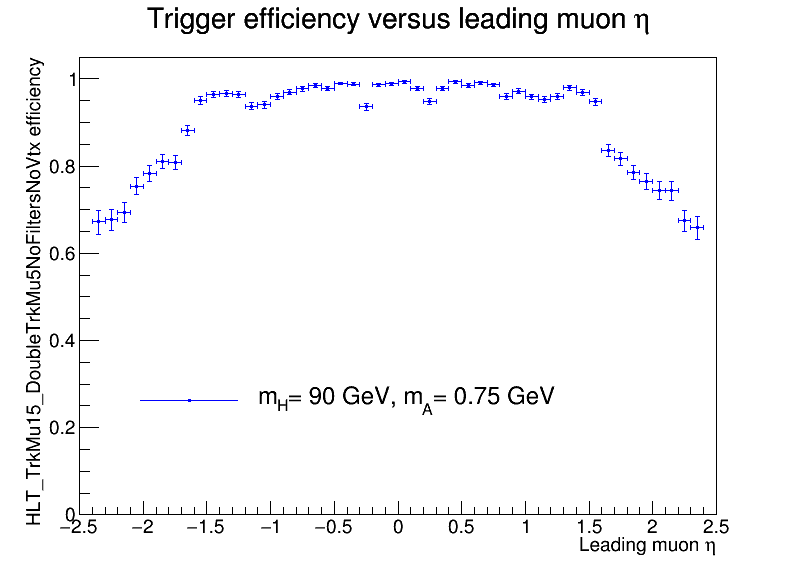 Trigger efficiency versus leading muon η
HLT_TrkMu15_DoubleTrkMu5NoFiltersNoVtx efficiency
1
0.8
0.6
0.4
0.2
0
m_H= 90 GeV, m_A= 0.75 GeV
−2.5 −2 −1.5 −1 −0.5 0 0.5 1 1.5 2 2.5
Leading muon η